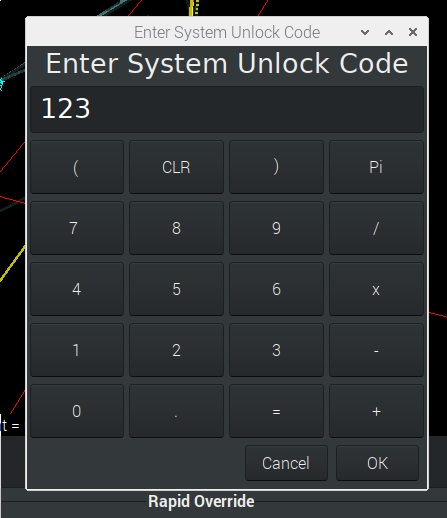 Enter System Unlock Code
Enter System Unlock Code
123
( CLR ) Pi
7 8 9 /
4 5 6 x
1 2 3 -
0 . = +
t =
Cancel OK
Rapid Override